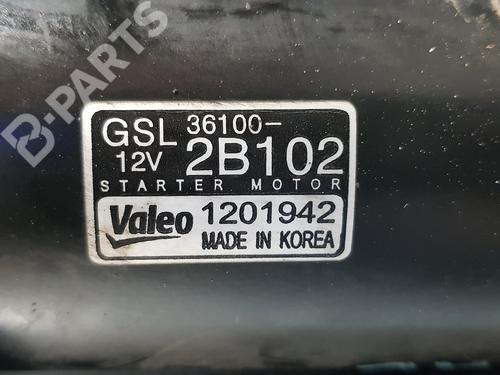 B-PARTS
GSL 36100-
12V 2B102
STARTER MOTOR
Valeo 1201942
MADE IN KOREA